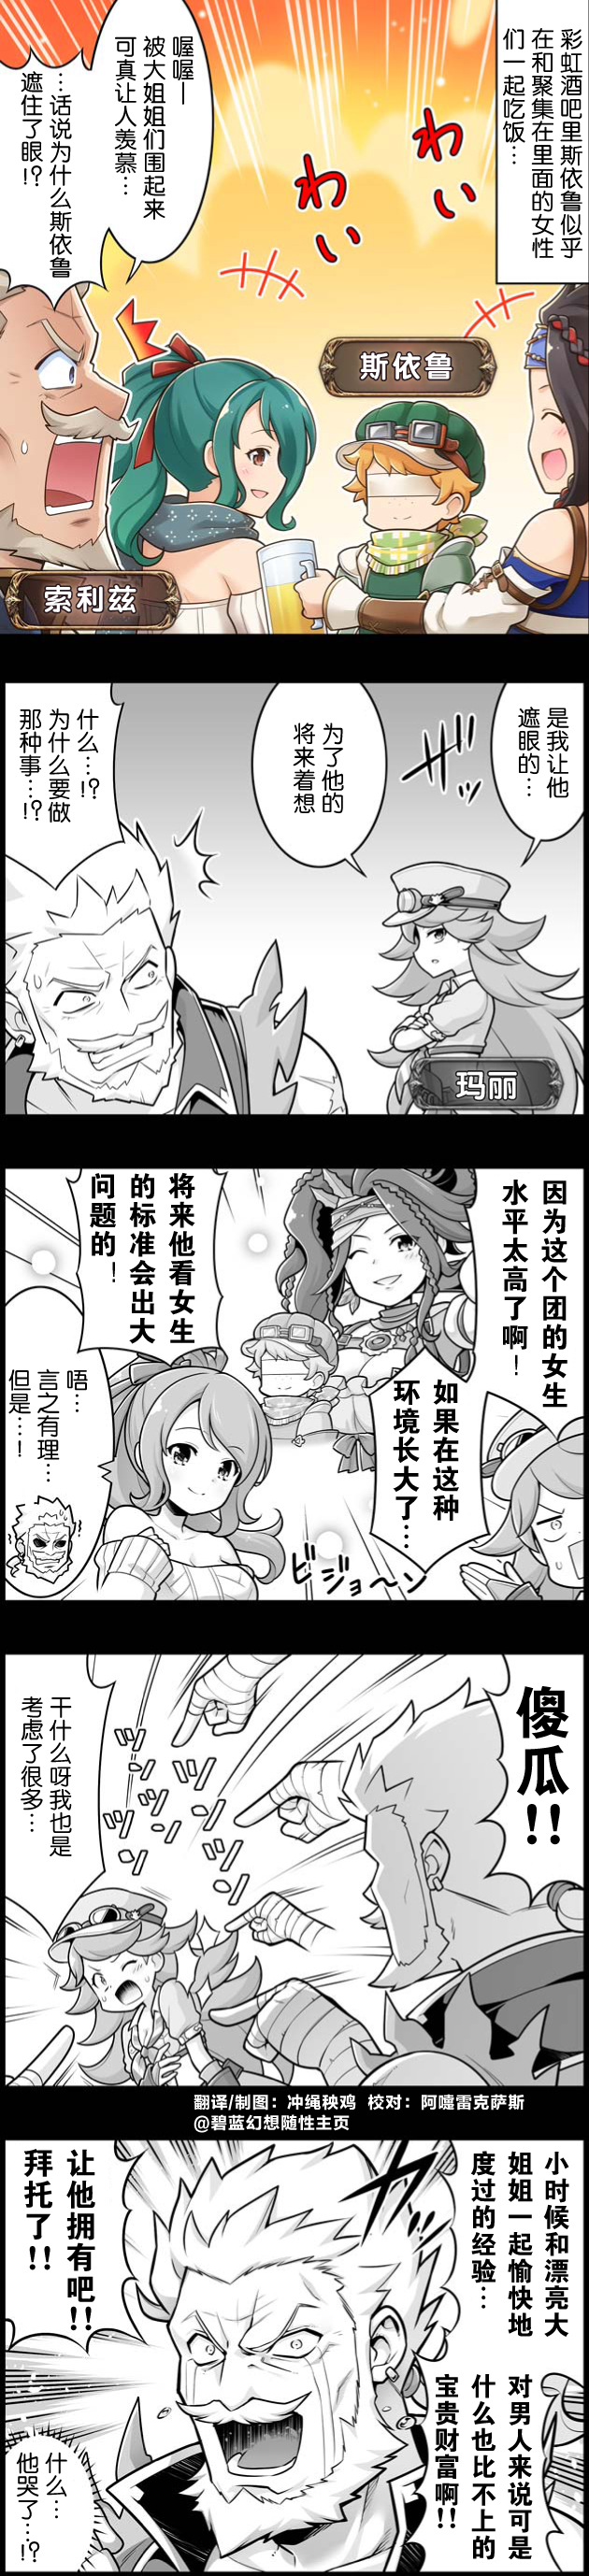 彩虹酒吧里斯依鲁似乎
在和聚集在里面的女性
们一起吃饭…
わい
わい
喔喔—
被大姐姐们围起来
可真让人羡慕…
…话说为什么斯依鲁
遮住了眼!?
斯依鲁
索利兹
是我让他
遮眼的…
ザッ
为了他的
将来着想
什么…!?
为什么要做
那种事…!?
玛丽
因为这个团的女生
水平太高了啊！
如果在这种
环境长大了…
将来他看女生
的标准会出大
问题的！
ビジョ〜ン
唔…
言之有理…
但是…！
傻瓜!!
ツン
ツン
ツン
ツン
ツン
干什么呀我也是
考虑了很多…
翻译/制图：冲绳秧鸡 校对：阿嚏雷克萨斯
@碧蓝幻想随性主页
小时候和漂亮大
姐姐一起愉快地
度过的经验…
对男人来说可是
什么也比不上的
宝贵财富啊!!
让他拥有吧!!
拜托了!!
什么…
他哭了…!?